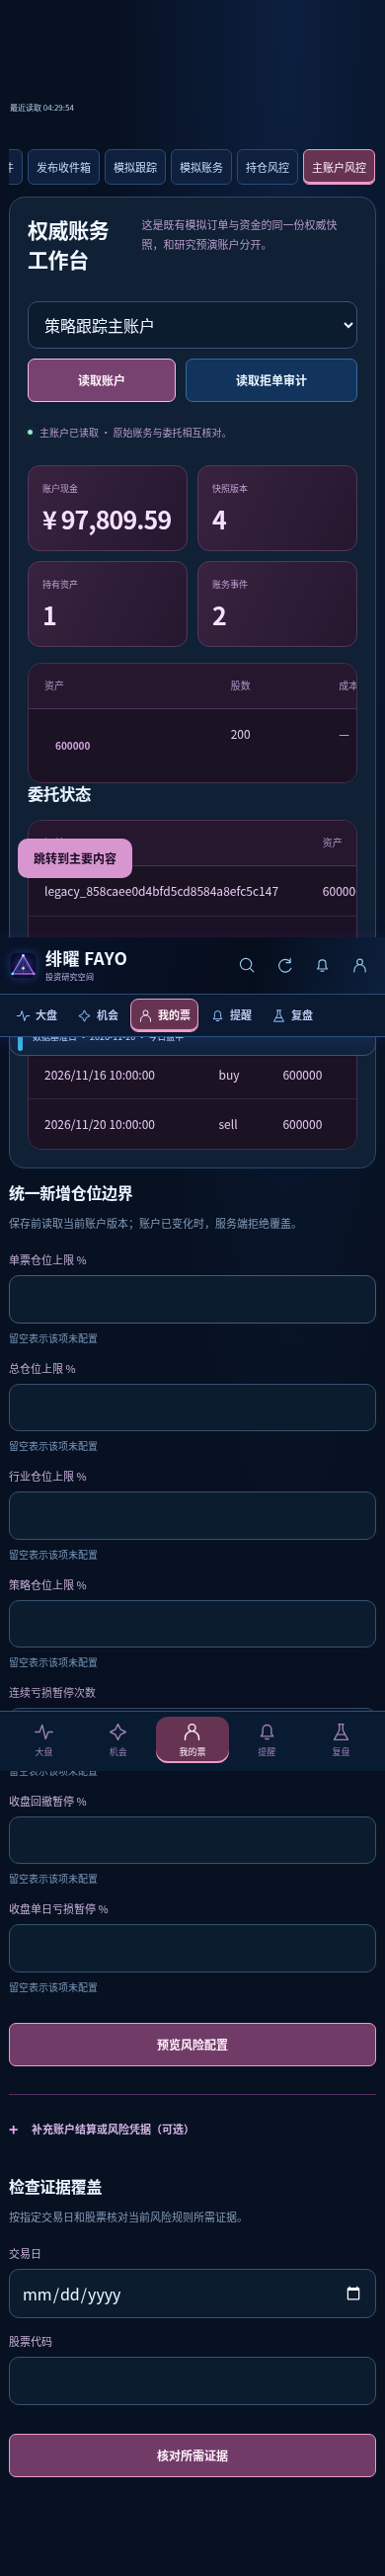 最近读取 04:29:54
件
发布收件箱
模拟跟踪
模拟账务
持仓风控
主账户风控
权威账务
工作台
这是既有模拟订单与资金的同一份权威快
照，和研究预演账户分开。
策略跟踪主账户
读取账户
读取拒单审计
主账户已读取 · 原始账务与委托相互核对。
账户现金
¥97,809.59
快照版本
4
持有资产
1
账务事件
2
资产
股数
成本
600000
200
—
委托状态
资产
跳转到主要内容
legacy_858caee0d4bfd5cd8584a8efc5c147
60000
绯曜 FAYO
投资研究空间
大盘
机会
我的票
提醒
复盘
2026/11/16 10:00:00
buy
600000
2026/11/20 10:00:00
sell
600000
统一新增仓位边界
保存前读取当前账户版本；账户已变化时，服务端拒绝覆盖。
单票仓位上限 %
留空表示该项未配置
总仓位上限 %
留空表示该项未配置
行业仓位上限 %
留空表示该项未配置
策略仓位上限 %
留空表示该项未配置
连续亏损暂停次数
大盘
机会
我的票
提醒
复盘
留空表示该项未配置
收盘回撤暂停 %
留空表示该项未配置
收盘单日亏损暂停 %
留空表示该项未配置
预览风险配置
+ 补充账户结算或风险凭据（可选）
检查证据覆盖
按指定交易日和股票核对当前风险规则所需证据。
交易日
mm/dd/yyyy
股票代码
核对所需证据